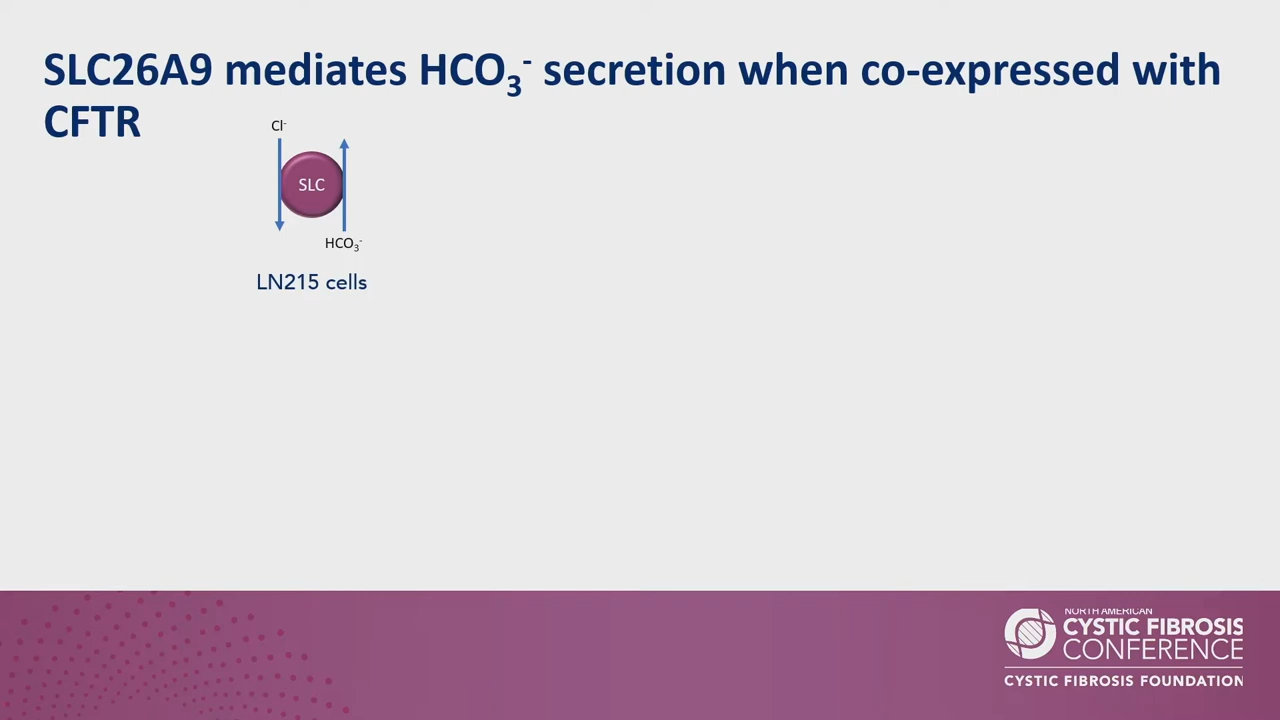 SLC26A9 mediates HCO₃⁻ secretion when co-expressed with
CFTR
Cl⁻
SLC
HCO₃⁻
LN215 cells
NORTH AMERICAN
CYSTIC FIBROSIS
CONFERENCE
CYSTIC FIBROSIS FOUNDATION